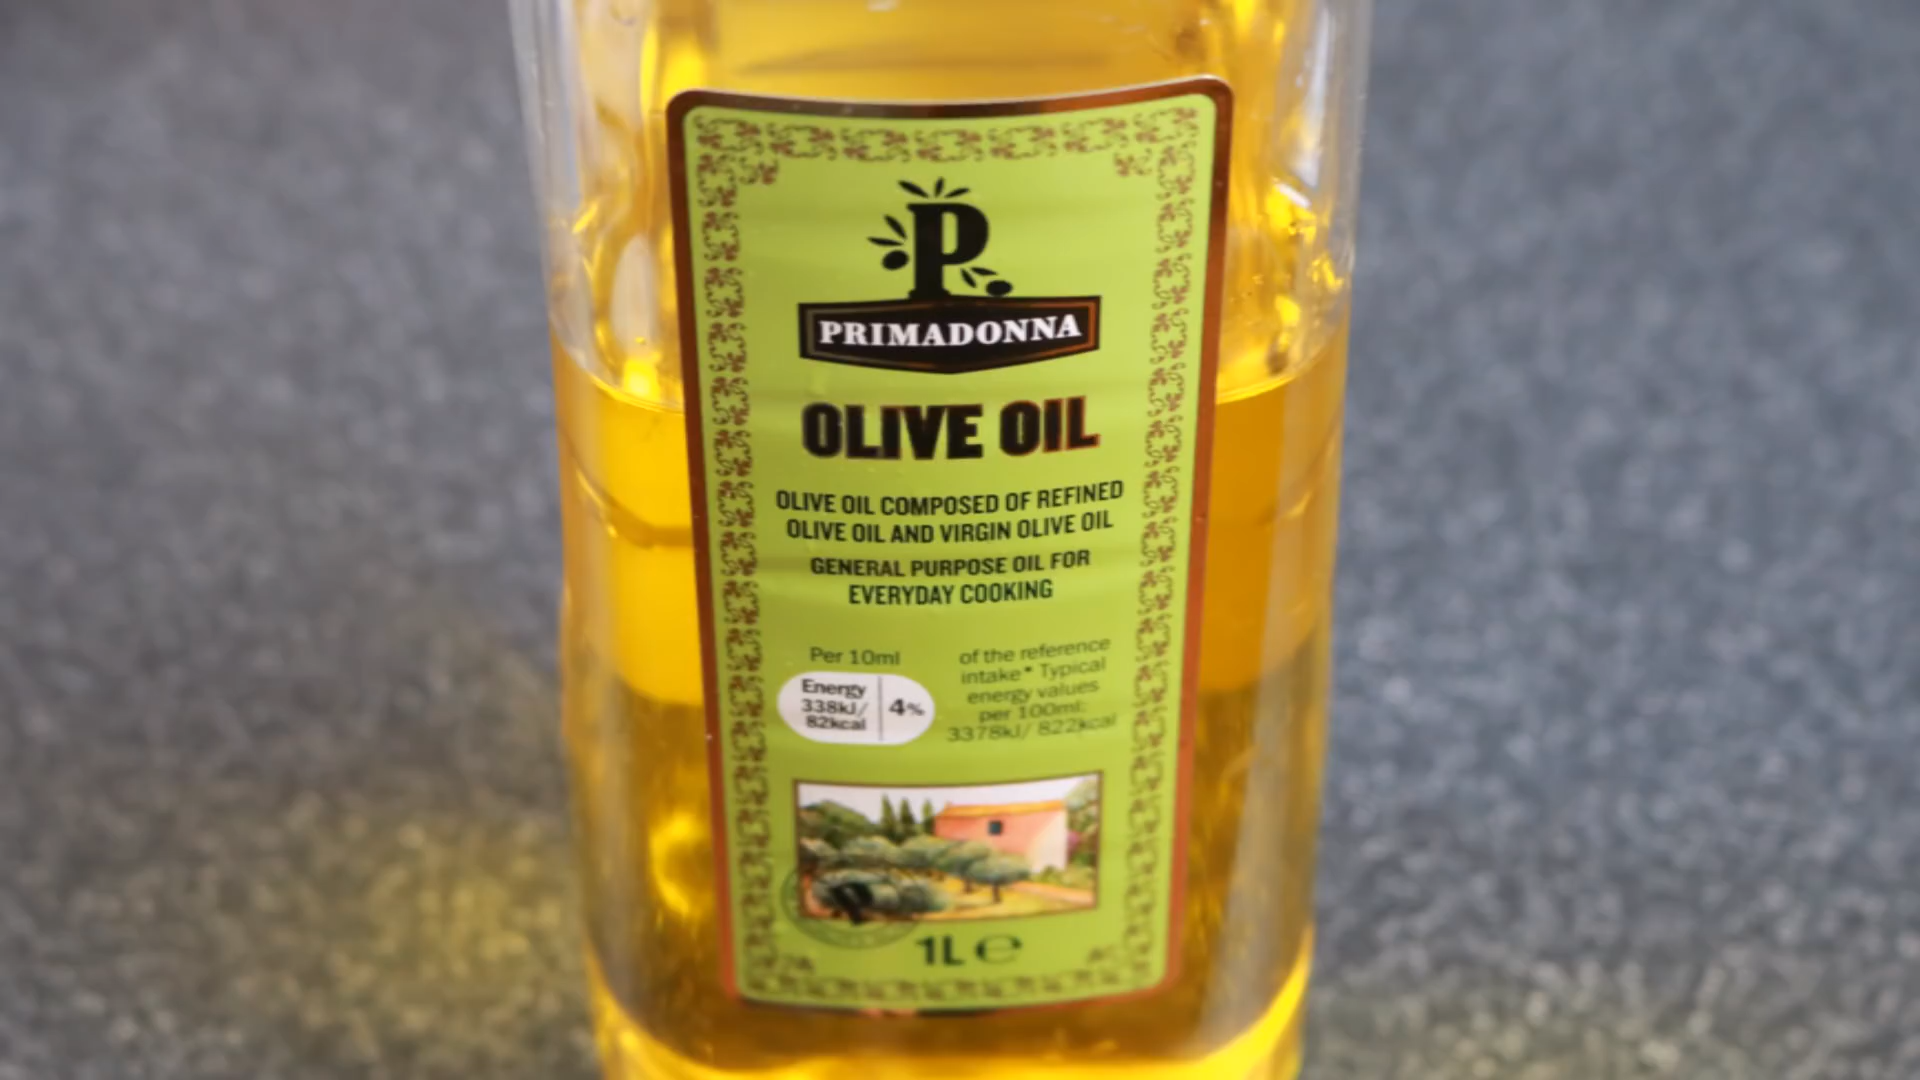 P
PRIMADONNA
OLIVE OIL
OLIVE OIL COMPOSED OF REFINED
OLIVE OIL AND VIRGIN OLIVE OIL
GENERAL PURPOSE OIL FOR
EVERYDAY COOKING
Per 10ml
Energy
338kJ/
82kcal
4%
of the reference
intake* Typical
energy values
per 100ml:
3378kJ/ 822kcal
1L ℮